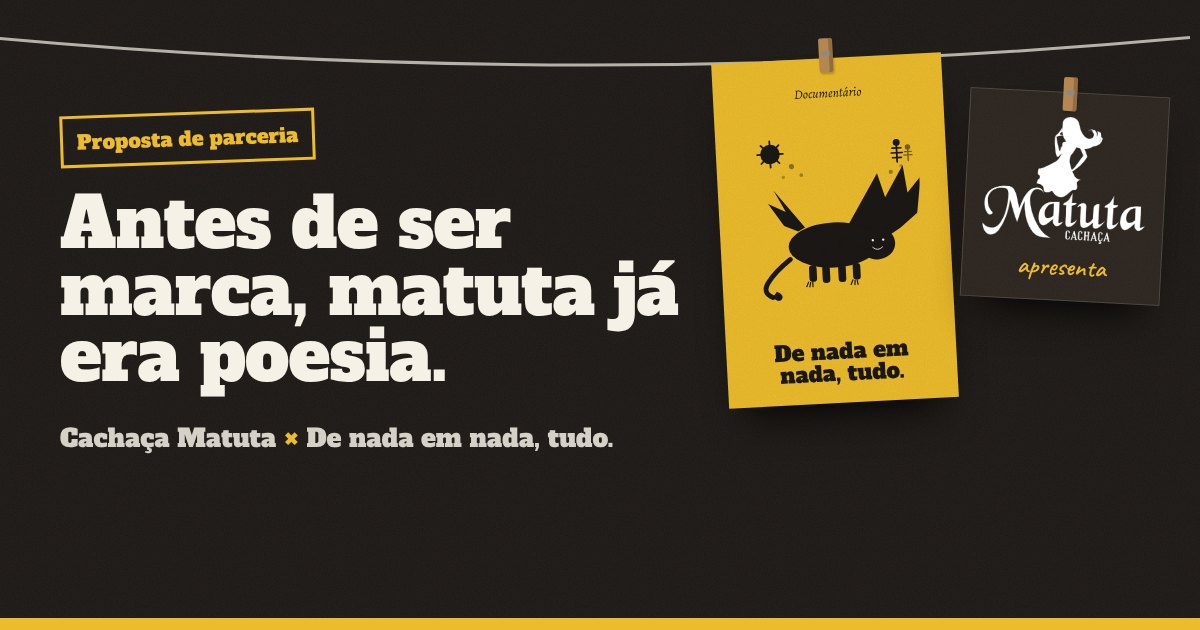 Proposta de parceria
Antes de ser
marca, matuta já
era poesia.
Cachaça Matuta × De nada em nada, tudo.
Documentário
De nada em
nada, tudo.
Matuta
CACHAÇA
apresenta